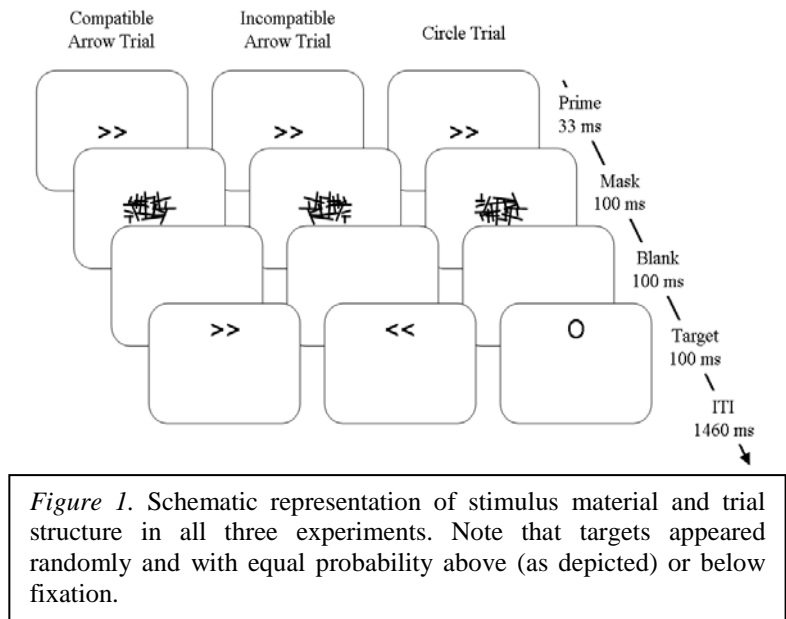 Compatible
Arrow Trial
Incompatible
Arrow Trial
Circle Trial
>>
>>
>>
Prime
33 ms
Mask
100 ms
Blank
100 ms
>>
<<
O
Target
100 ms
ITI
1460 ms
Figure 1. Schematic representation of stimulus material and trial
structure in all three experiments. Note that targets appeared
randomly and with equal probability above (as depicted) or below
fixation.